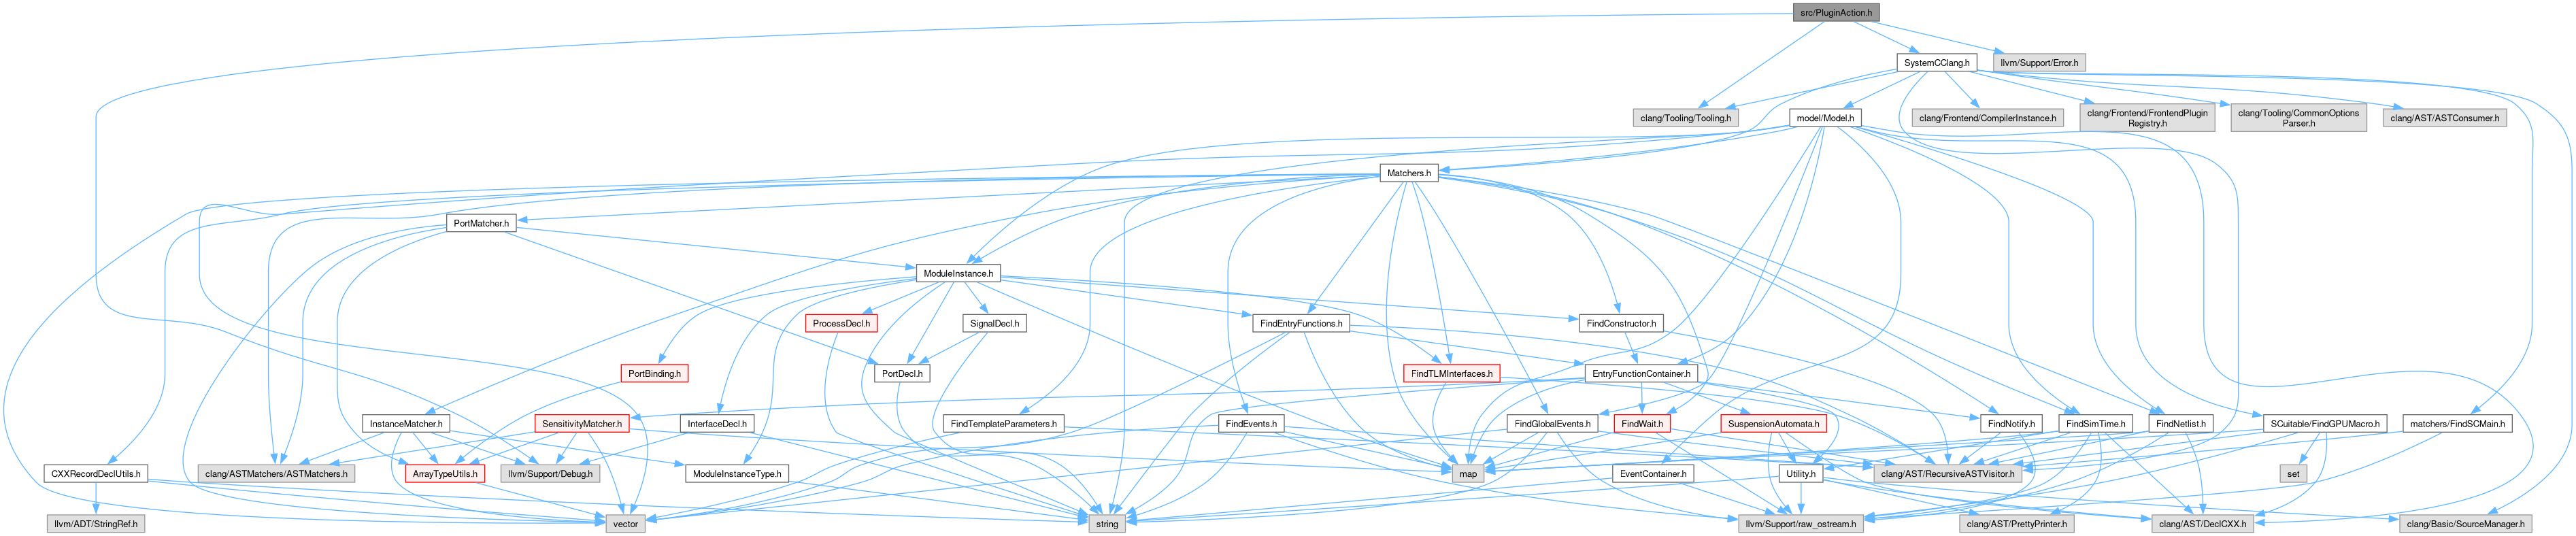 src/PluginAction.h
SystemCClang.h
llvm/Support/Error.h
clang/Tooling/Tooling.h
model/Model.h
clang/Frontend/CompilerInstance.h
clang/Frontend/FrontendPlugin
Registry.h
clang/Tooling/CommonOptions
Parser.h
clang/AST/ASTConsumer.h
Matchers.h
PortMatcher.h
ModuleInstance.h
ProcessDecl.h
SignalDecl.h
FindEntryFunctions.h
FindConstructor.h
PortBinding.h
PortDecl.h
FindTLMInterfaces.h
EntryFunctionContainer.h
InstanceMatcher.h
SensitivityMatcher.h
InterfaceDecl.h
FindTemplateParameters.h
FindEvents.h
FindGlobalEvents.h
FindWait.h
SuspensionAutomata.h
FindNotify.h
FindSimTime.h
FindNetlist.h
SCuitable/FindGPUMacro.h
matchers/FindSCMain.h
CXXRecordDeclUtils.h
clang/ASTMatchers/ASTMatchers.h
ArrayTypeUtils.h
llvm/Support/Debug.h
ModuleInstanceType.h
map
EventContainer.h
Utility.h
clang/AST/RecursiveASTVisitor.h
set
llvm/ADT/StringRef.h
vector
string
llvm/Support/raw_ostream.h
clang/AST/PrettyPrinter.h
clang/AST/DeclCXX.h
clang/Basic/SourceManager.h